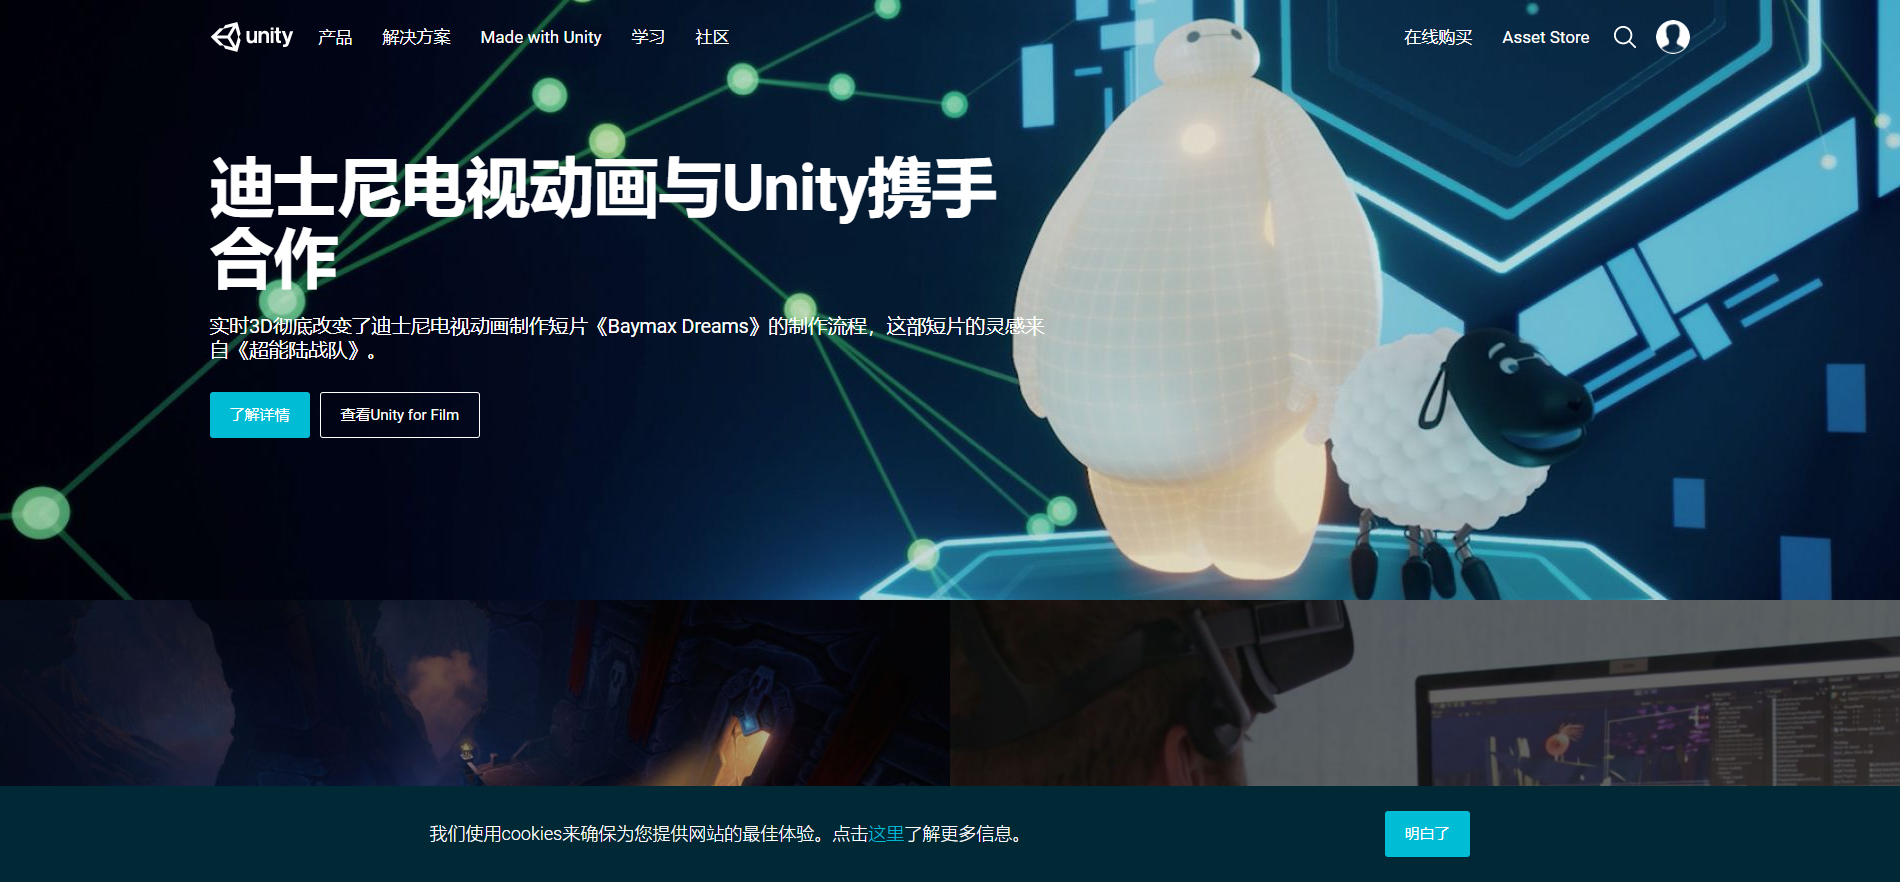 unity 产品 解决方案 Made with Unity 学习 社区 在线购买 Asset Store
迪士尼电视动画与Unity携手
合作
实时3D彻底改变了迪士尼电视动画制作短片《Baymax Dreams》的制作流程，这部短片的灵感来
自《超能陆战队》。
了解详情 查看Unity for Film
我们使用cookies来确保为您提供网站的最佳体验。点击这里了解更多信息。 明白了